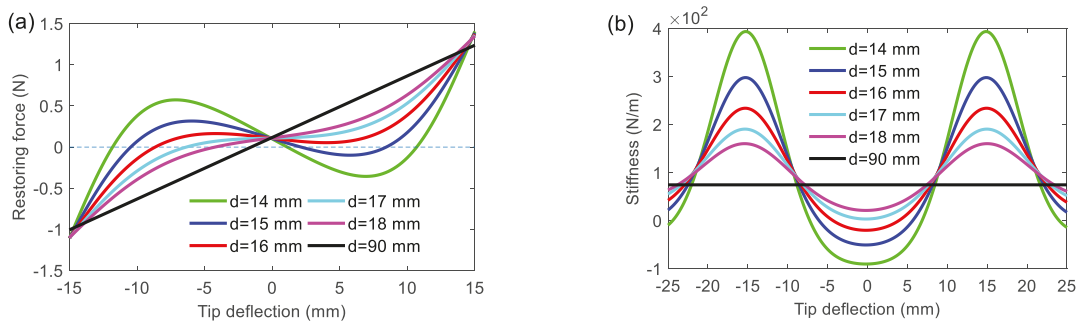 (a)
Restoring force (N)
1.5
1
0.5
0
-0.5
-1
-1.5
d=14 mm
d=17 mm
d=15 mm
d=18 mm
d=16 mm
d=90 mm
-15
-10
-5
0
5
10
15
Tip deflection (mm)
(b)
×10²
Stiffness (N/m)
4
3
2
1
0
-1
d=14 mm
d=15 mm
d=16 mm
d=17 mm
d=18 mm
d=90 mm
-25
-20
-15
-10
-5
0
5
10
15
20
25
Tip deflection (mm)